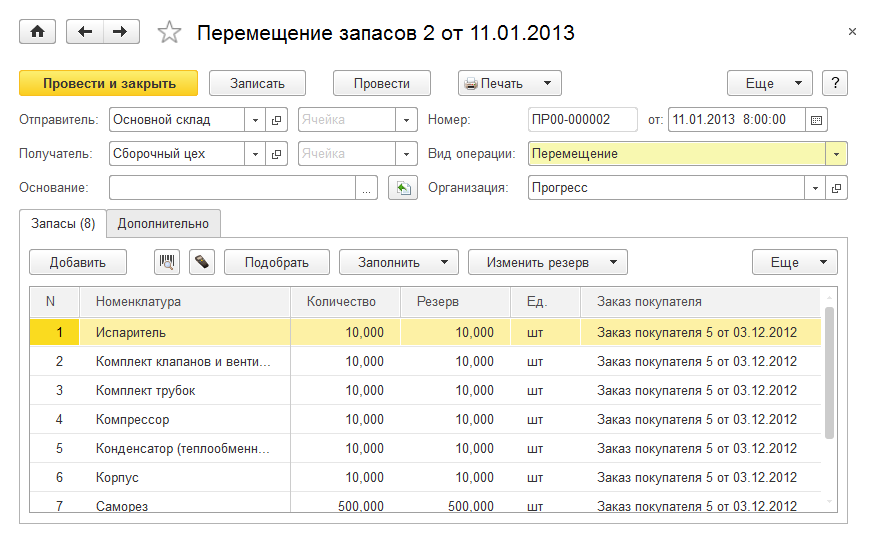 Перемещение запасов 2 от 11.01.2013
Провести и закрыть Записать Провести Печать Еще ?
Отправитель: Основной склад Ячейка Номер: ПР00-000002 от: 11.01.2013 8:00:00
Получатель: Сборочный цех Ячейка Вид операции: Перемещение
Основание: ... Организация: Прогресс
Запасы (8) Дополнительно
Добавить Подобрать Заполнить Изменить резерв Еще
N Номенклатура Количество Резерв Ед. Заказ покупателя
1 Испаритель 10,000 10,000 шт Заказ покупателя 5 от 03.12.2012
2 Комплект клапанов и венти... 10,000 10,000 шт Заказ покупателя 5 от 03.12.2012
3 Комплект трубок 10,000 10,000 шт Заказ покупателя 5 от 03.12.2012
4 Компрессор 10,000 10,000 шт Заказ покупателя 5 от 03.12.2012
5 Конденсатор (теплообменн... 10,000 10,000 шт Заказ покупателя 5 от 03.12.2012
6 Корпус 10,000 10,000 шт Заказ покупателя 5 от 03.12.2012
7 Саморез 500,000 500,000 шт Заказ покупателя 5 от 03.12.2012